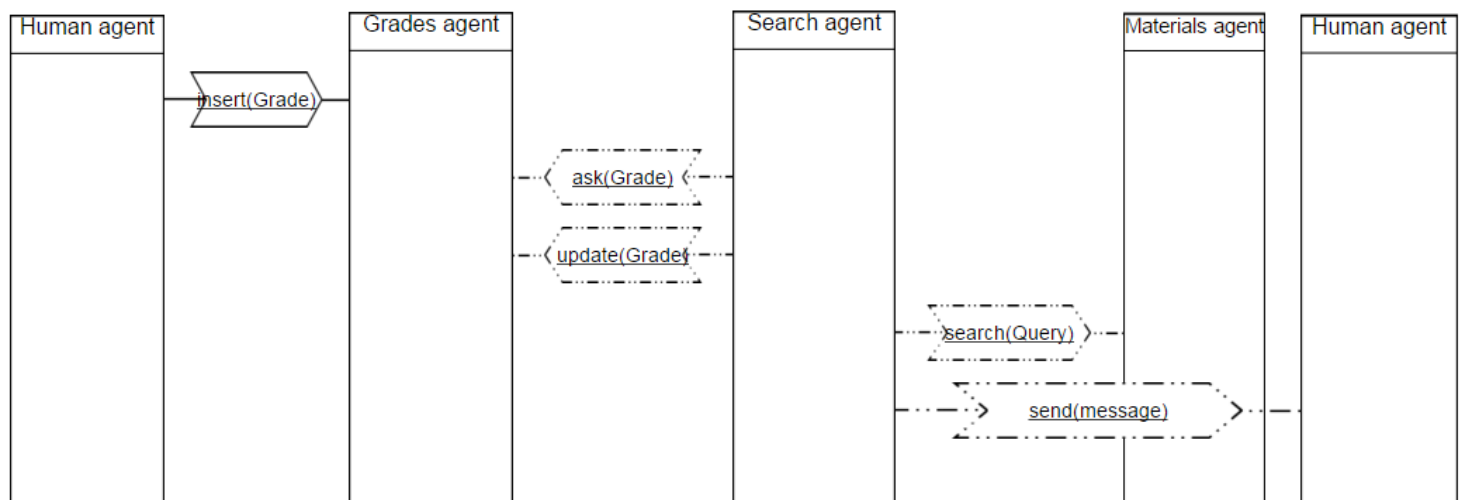 Human agent
Grades agent
Search agent
Materials agent
Human agent
insert(Grade)
ask(Grade)
update(Grade)
search(Query)
send(message)